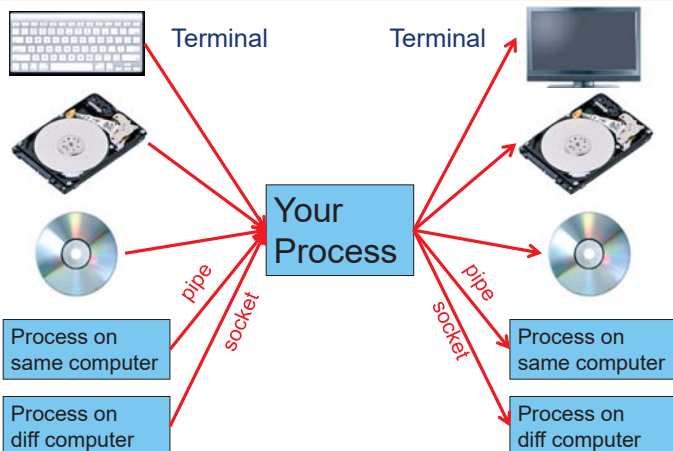 Terminal
Terminal
Your
Process
pipe
socket
pipe
socket
Process on
same computer
Process on
same computer
Process on
diff computer
Process on
diff computer